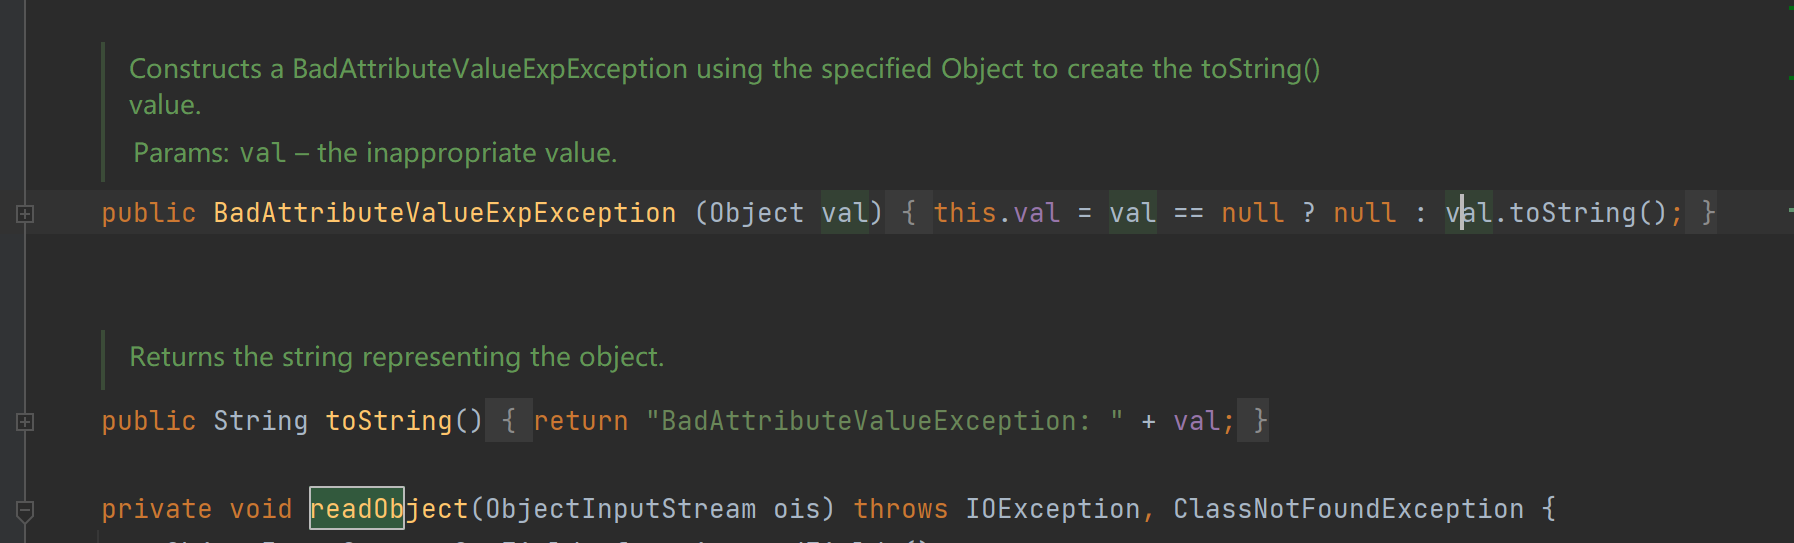 Constructs a BadAttributeValueExpException using the specified Object to create the toString()
value.
Params: val – the inappropriate value.
public BadAttributeValueExpException (Object val) { this.val = val == null ? null : val.toString(); }
Returns the string representing the object.
public String toString() { return "BadAttributeValueException: " + val; }
private void readObject(ObjectInputStream ois) throws IOException, ClassNotFoundException {